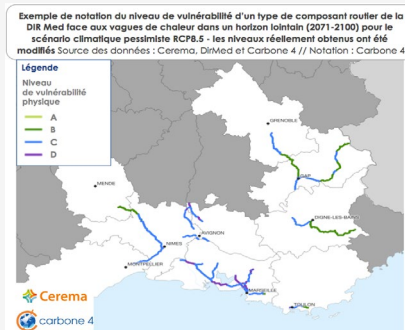 Exemple de notation du niveau de vulnérabilité d'un type de composant routier de la
DIR Med face aux vagues de chaleur dans un horizon lointain (2071-2100) pour le
scénario climatique pessimiste RCP8.5 - les niveaux réellement obtenus ont été
modifiés Source des données : Cerema, DirMed et Carbone 4 // Notation : Carbone 4
Légende
Niveau
de vulnérabilité
physique
A
B
C
D
GRENOBLE
MENDE
GAP
DIGNE-LES-BAINS
AVIGNON
NIMES
MONTPELLIER
MARSEILLE
TOULON
Cerema
carbone 4